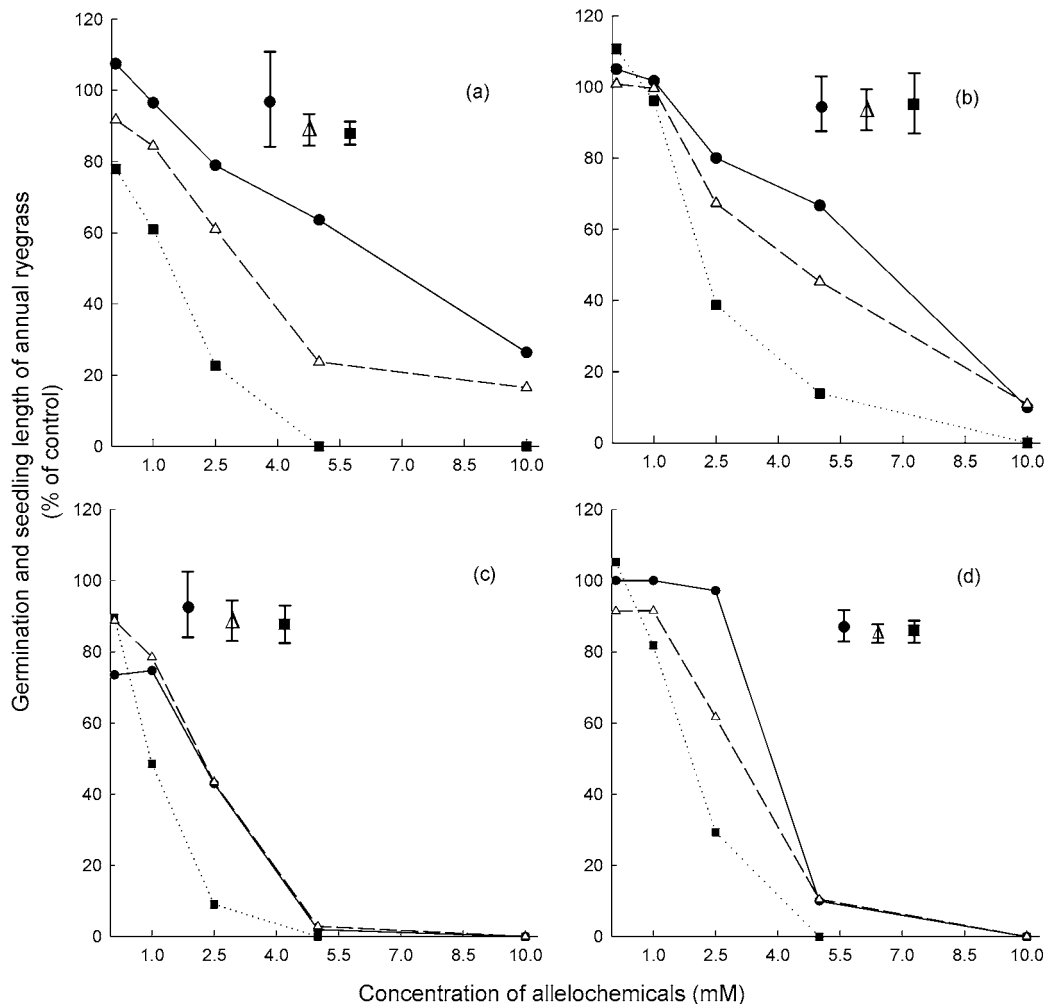 Germination and seedling length of annual ryegrass
(% of control)
120
100
80
60
40
20
0
(a)
1.0 2.5 4.0 5.5 7.0 8.5 10.0
120
100
80
60
40
20
0
(b)
1.0 2.5 4.0 5.5 7.0 8.5 10.0
120
100
80
60
40
20
0
(c)
1.0 2.5 4.0 5.5 7.0 8.5 10.0
120
100
80
60
40
20
0
(d)
1.0 2.5 4.0 5.5 7.0 8.5 10.0
Concentration of allelochemicals (mM)